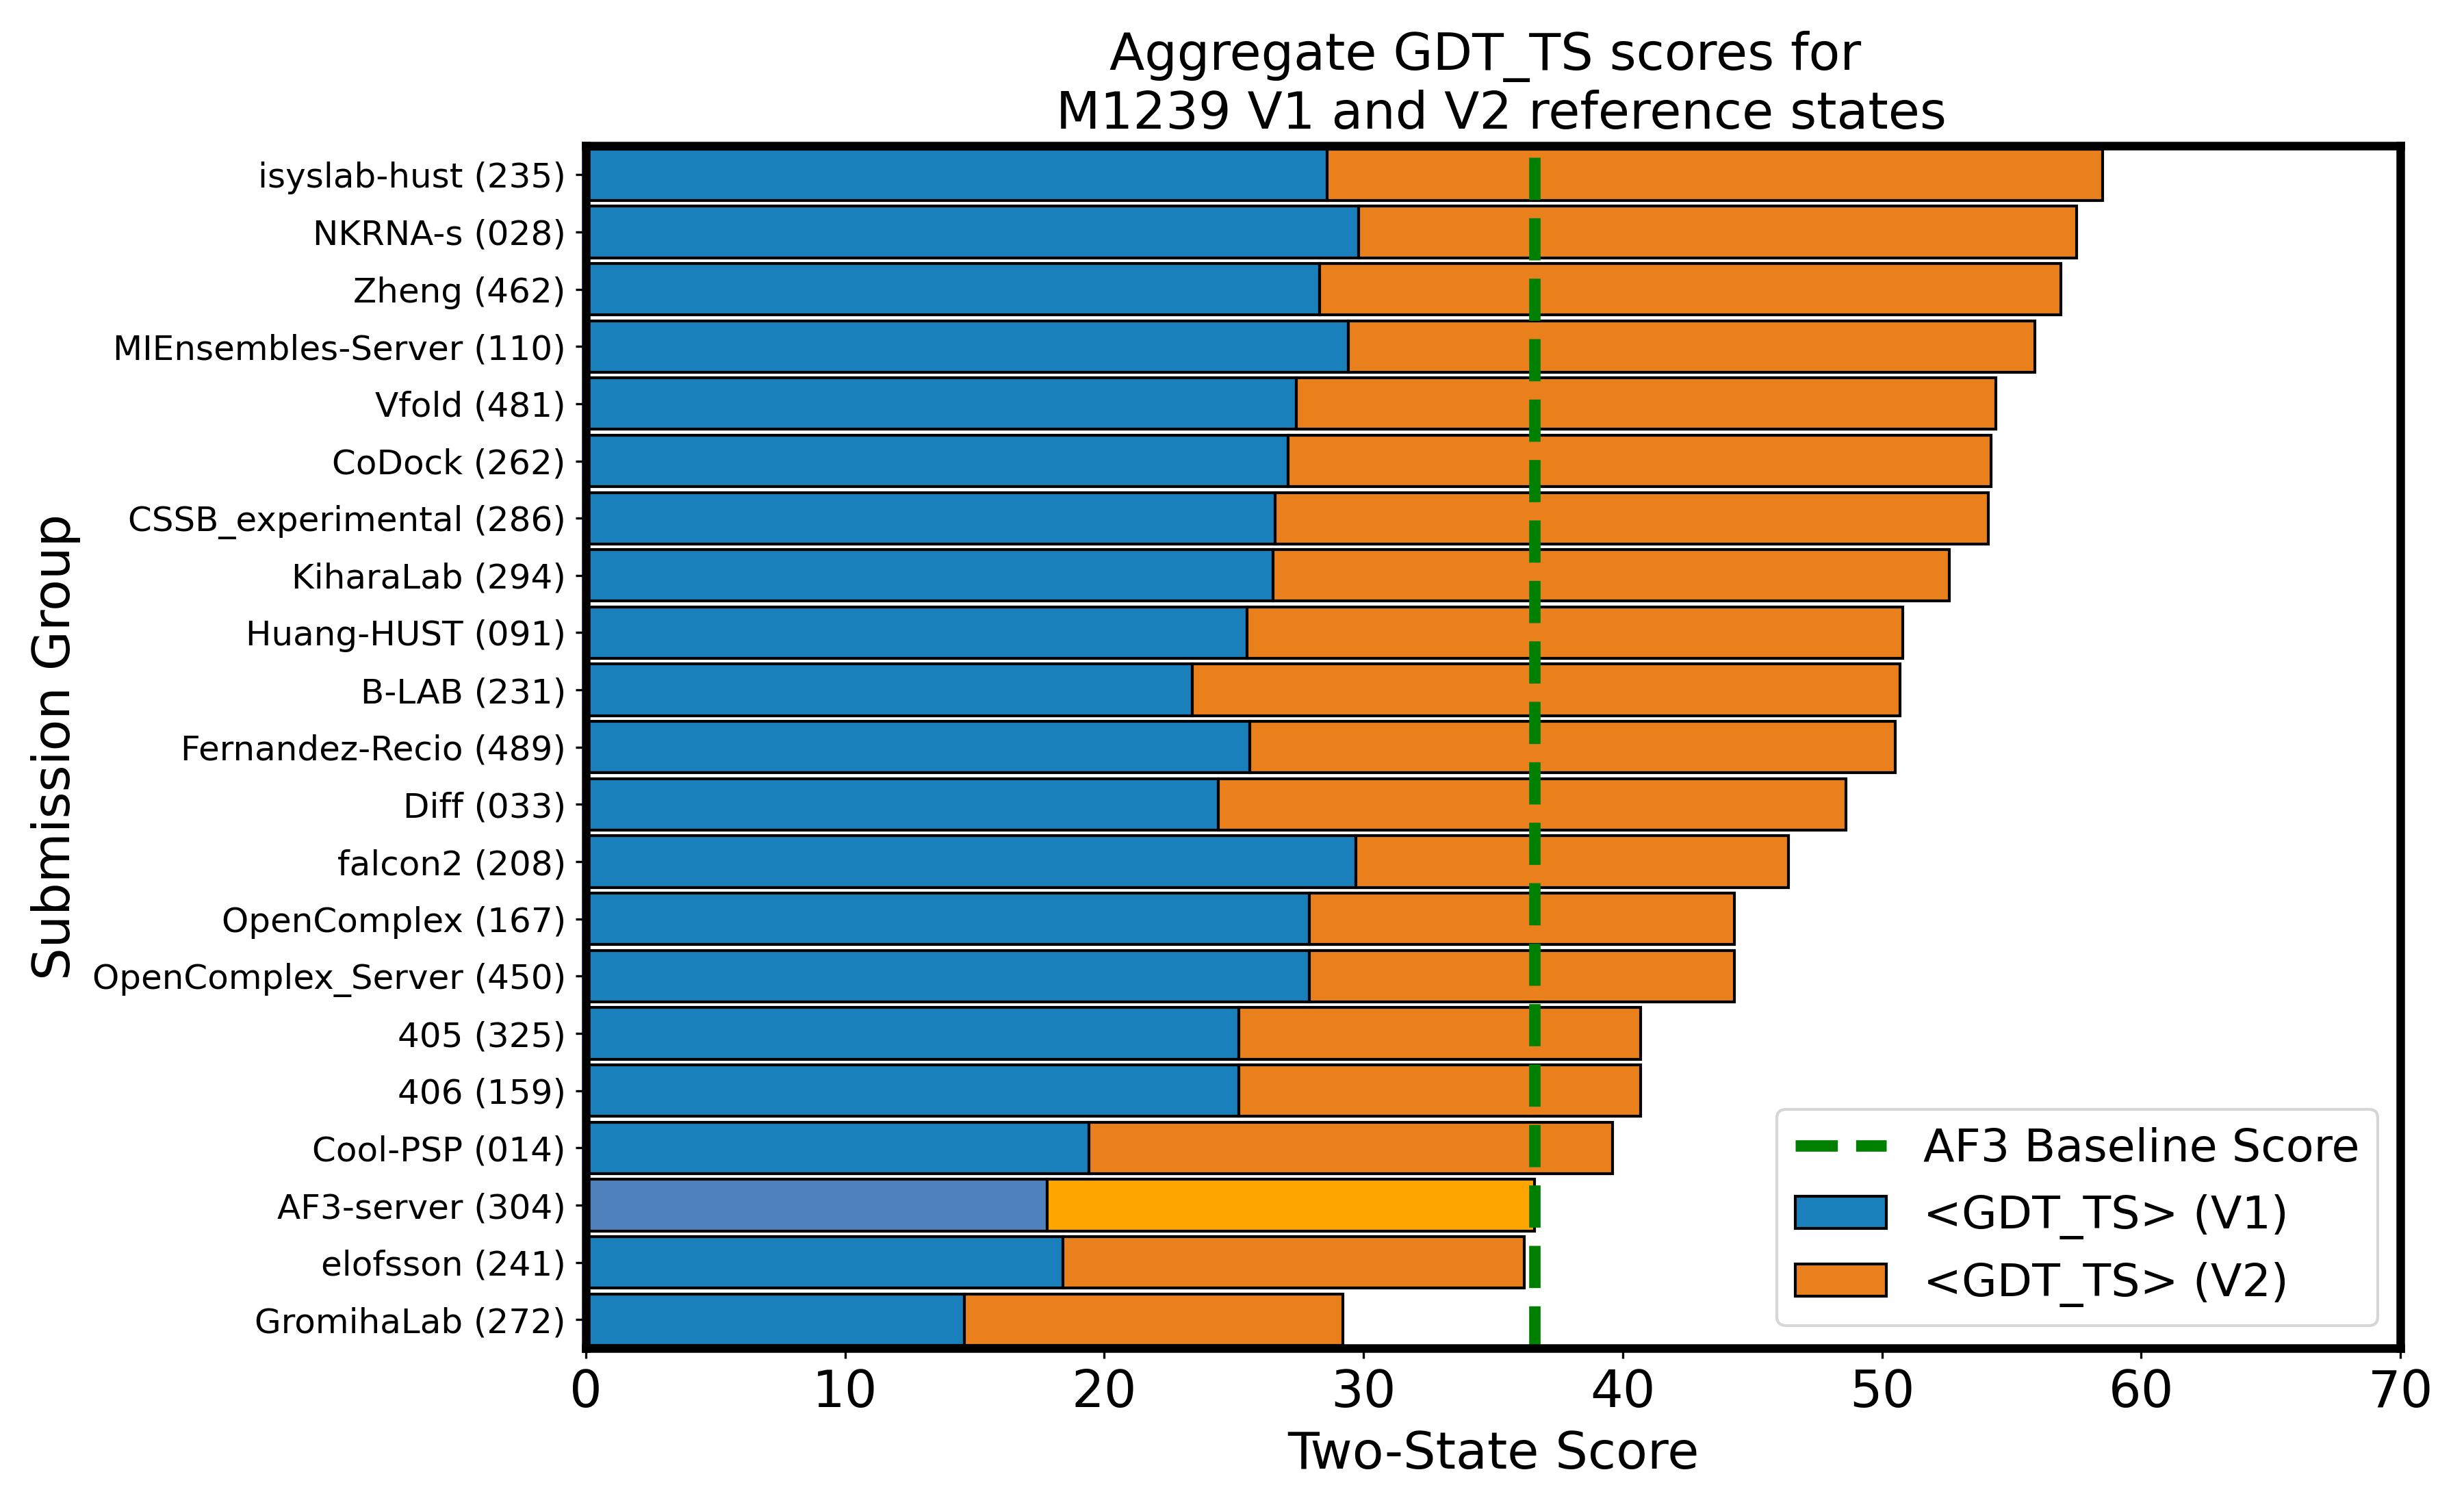 Aggregate GDT_TS scores for
M1239 V1 and V2 reference states
Submission Group
isyslab-hust (235)
NKRNA-s (028)
Zheng (462)
MIEnsembles-Server (110)
Vfold (481)
CoDock (262)
CSSB_experimental (286)
KiharaLab (294)
Huang-HUST (091)
B-LAB (231)
Fernandez-Recio (489)
Diff (033)
falcon2 (208)
OpenComplex (167)
OpenComplex_Server (450)
405 (325)
406 (159)
Cool-PSP (014)
AF3-server (304)
elofsson (241)
GromihaLab (272)
AF3 Baseline Score
<GDT_TS> (V1)
<GDT_TS> (V2)
0 10 20 30 40 50 60 70
Two-State Score